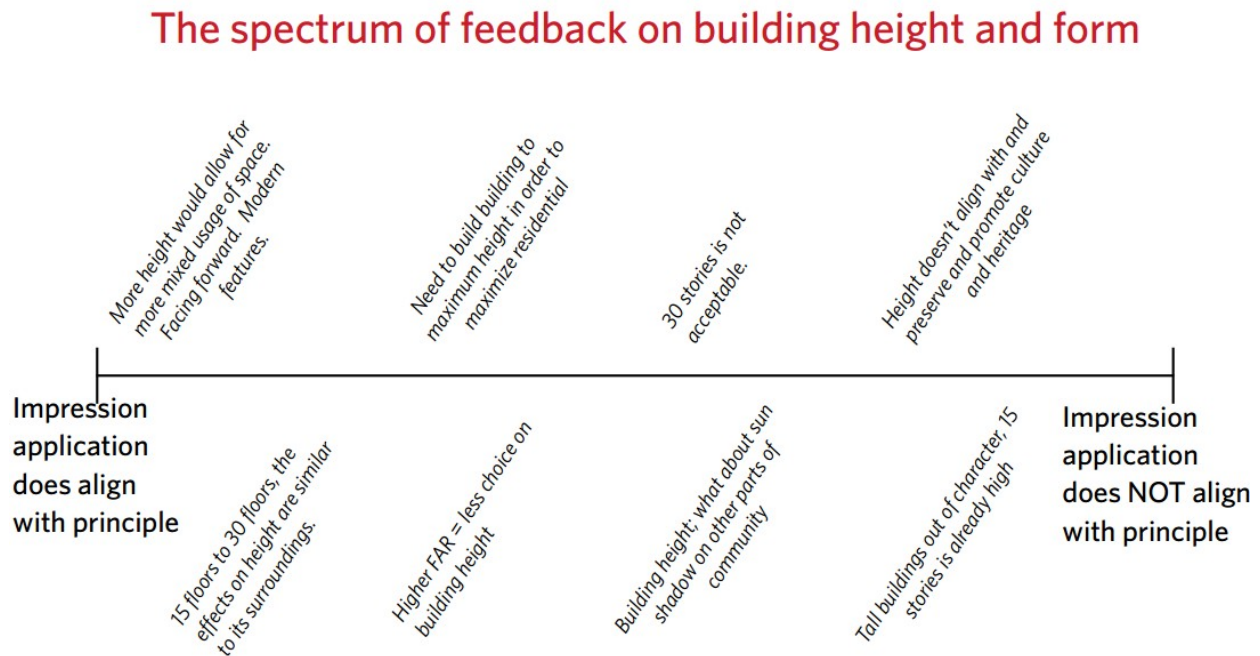 The spectrum of feedback on building height and form
More height would allow for
more mixed usage of space.
Facing forward. Modern
features.
Need to build building to
maximum height in order to
maximize residential
30 stories is not
acceptable.
Height doesn't align with and
preserve and promote culture
and heritage
Impression
application
does align
with principle
15 floors to 30 floors, the
effects on height are similar
to its surroundings.
Higher FAR = less choice on
building height
Building height; what about sun
shadow on other parts of
community
Tall buildings out of character, 15
stories is already high
Impression
application
does NOT align
with principle